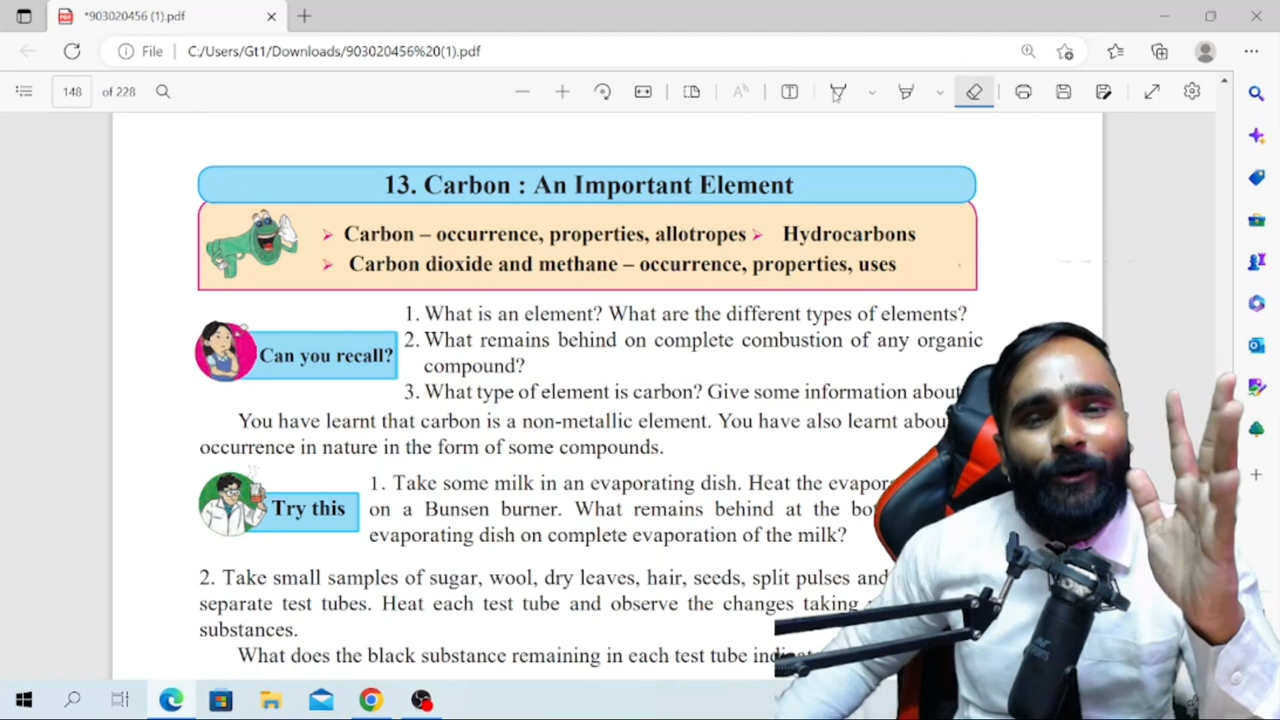 *903020456 (1).pdf
File
C:/Users/Gt1/Downloads/903020456%20(1).pdf
148 of 228
13. Carbon : An Important Element
Carbon – occurrence, properties, allotropes Hydrocarbons
Carbon dioxide and methane – occurrence, properties, uses
Can you recall?
1. What is an element? What are the different types of elements?
2. What remains behind on complete combustion of any organic
compound?
3. What type of element is carbon? Give some information about
You have learnt that carbon is a non-metallic element. You have also learnt
occurrence in nature in the form of some compounds.
Try this
1. Take some milk in an evaporating dish. Heat the
on a Bunsen burner. What remains behind at the
evaporating dish on complete evaporation of the milk?
2. Take small samples of sugar, wool, dry leaves, hair, seeds, split pulses and
separate test tubes. Heat each test tube and observe the changes taking
substances.
What does the black substance remaining in each test tube